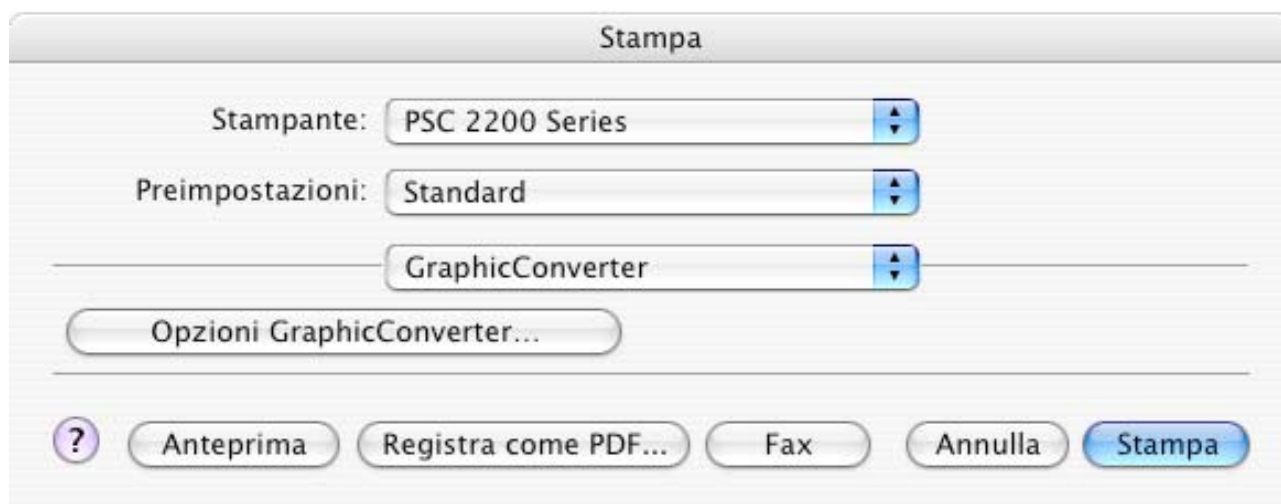 Stampa
Stampante: PSC 2200 Series
Preimpostazioni: Standard
GraphicConverter
Opzioni GraphicConverter...
? Anteprima Registra come PDF... Fax Annulla Stampa